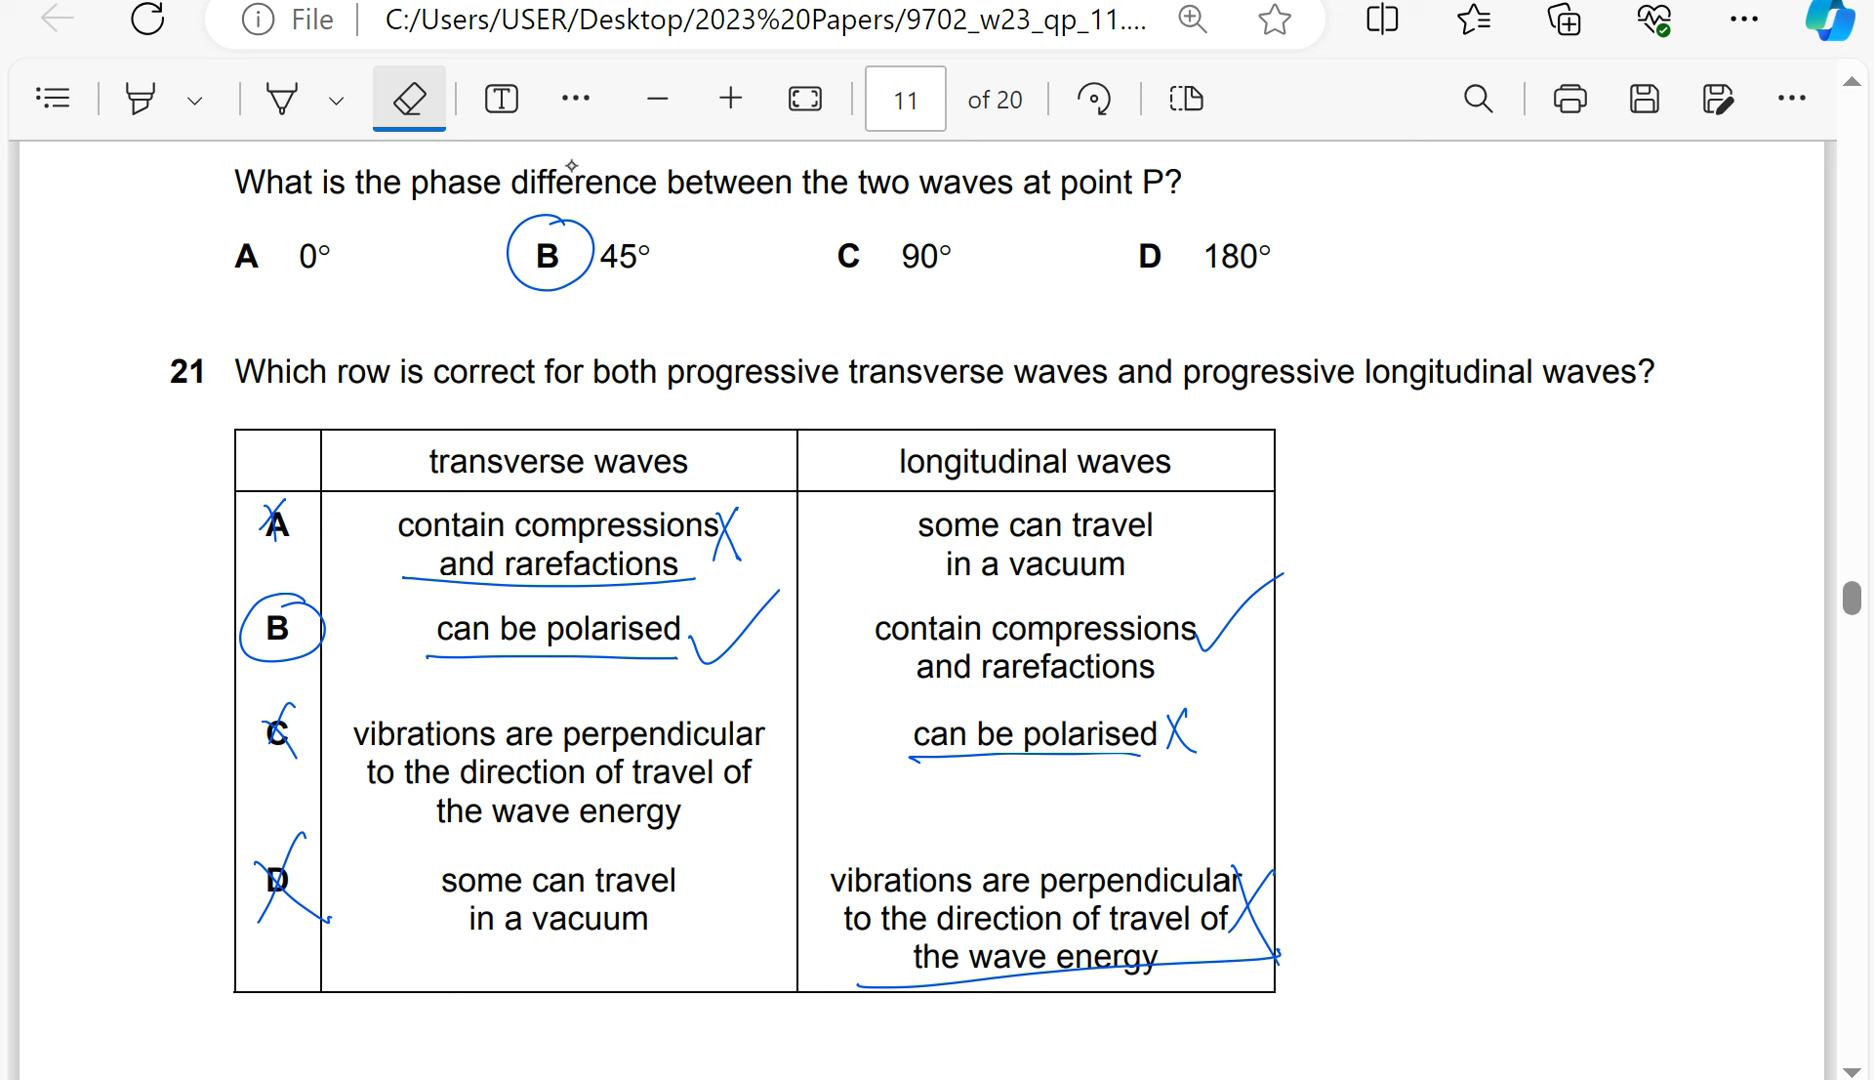 File C:/Users/USER/Desktop/2023%20Papers/9702_w23_qp_11....
11 of 20
What is the phase difference between the two waves at point P?
A 0° B 45° C 90° D 180°
21 Which row is correct for both progressive transverse waves and progressive longitudinal waves?
transverse waves longitudinal waves
A contain compressions some can travel
and rarefactions in a vacuum
B can be polarised contain compressions
and rarefactions
C vibrations are perpendicular can be polarised
to the direction of travel of
the wave energy
D some can travel vibrations are perpendicular
in a vacuum to the direction of travel of
the wave energy